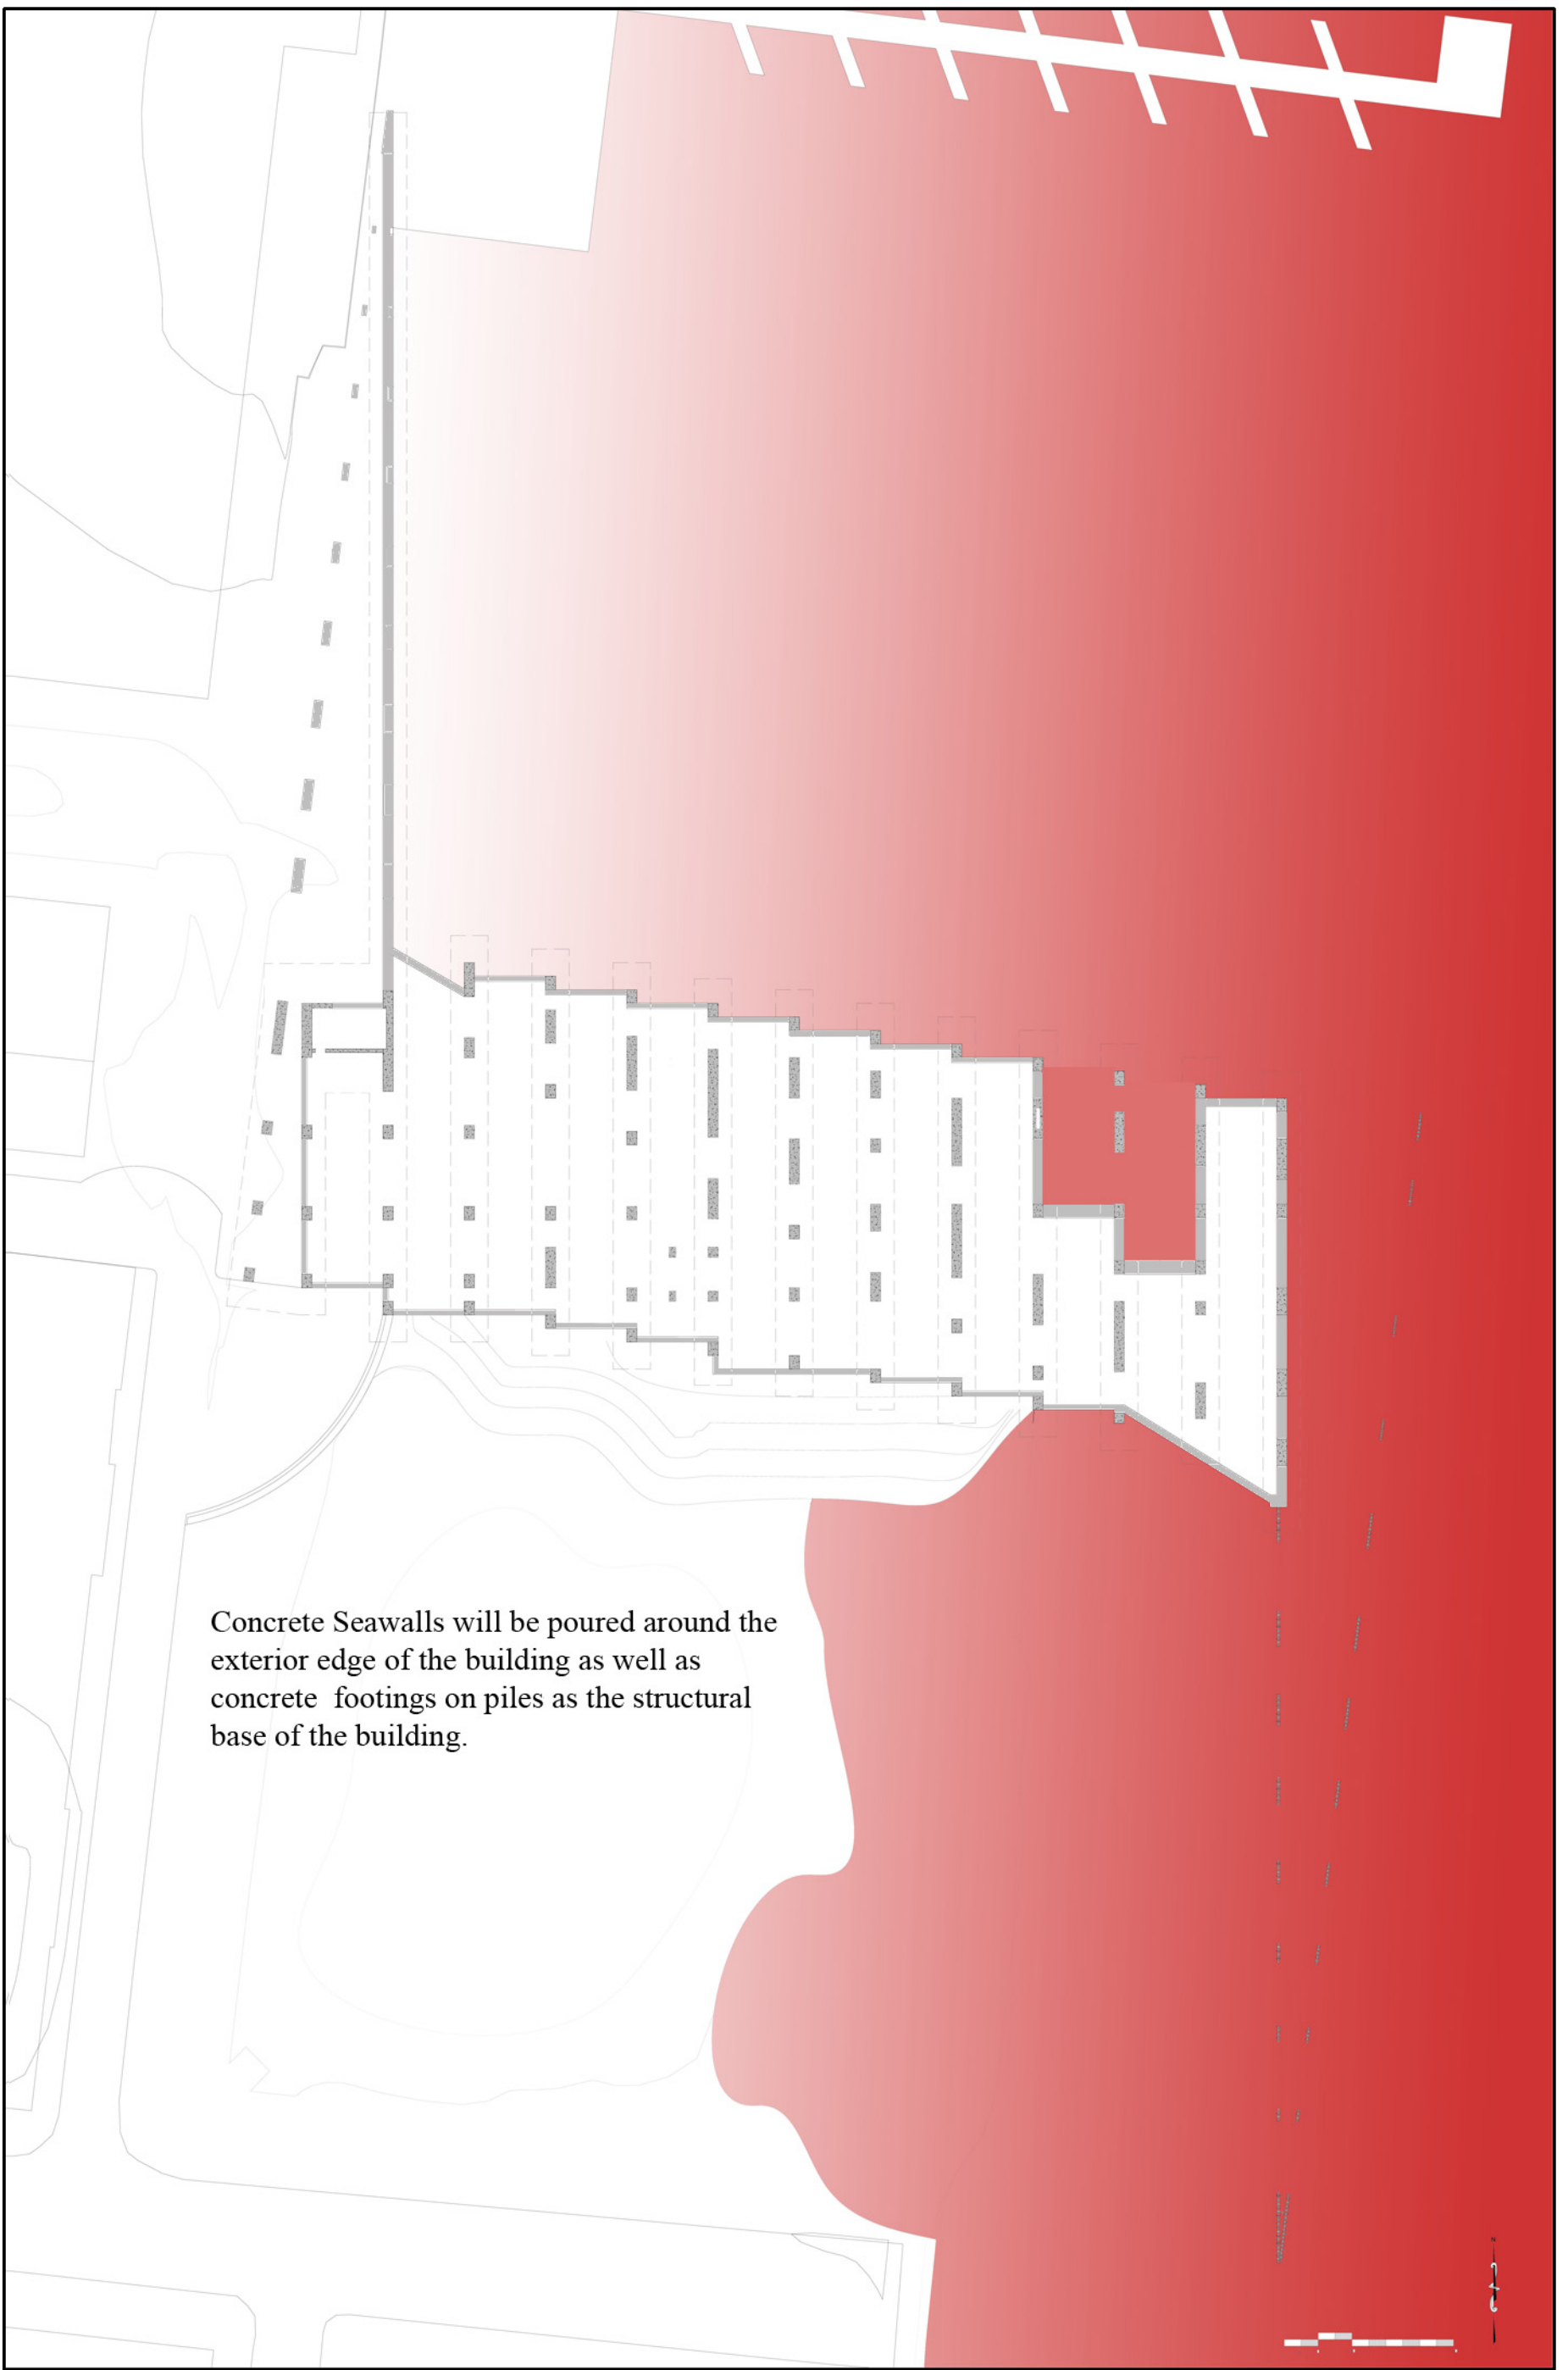 Concrete Seawalls will be poured around the
exterior edge of the building as well as
concrete  footings on piles as the structural
base of the building.